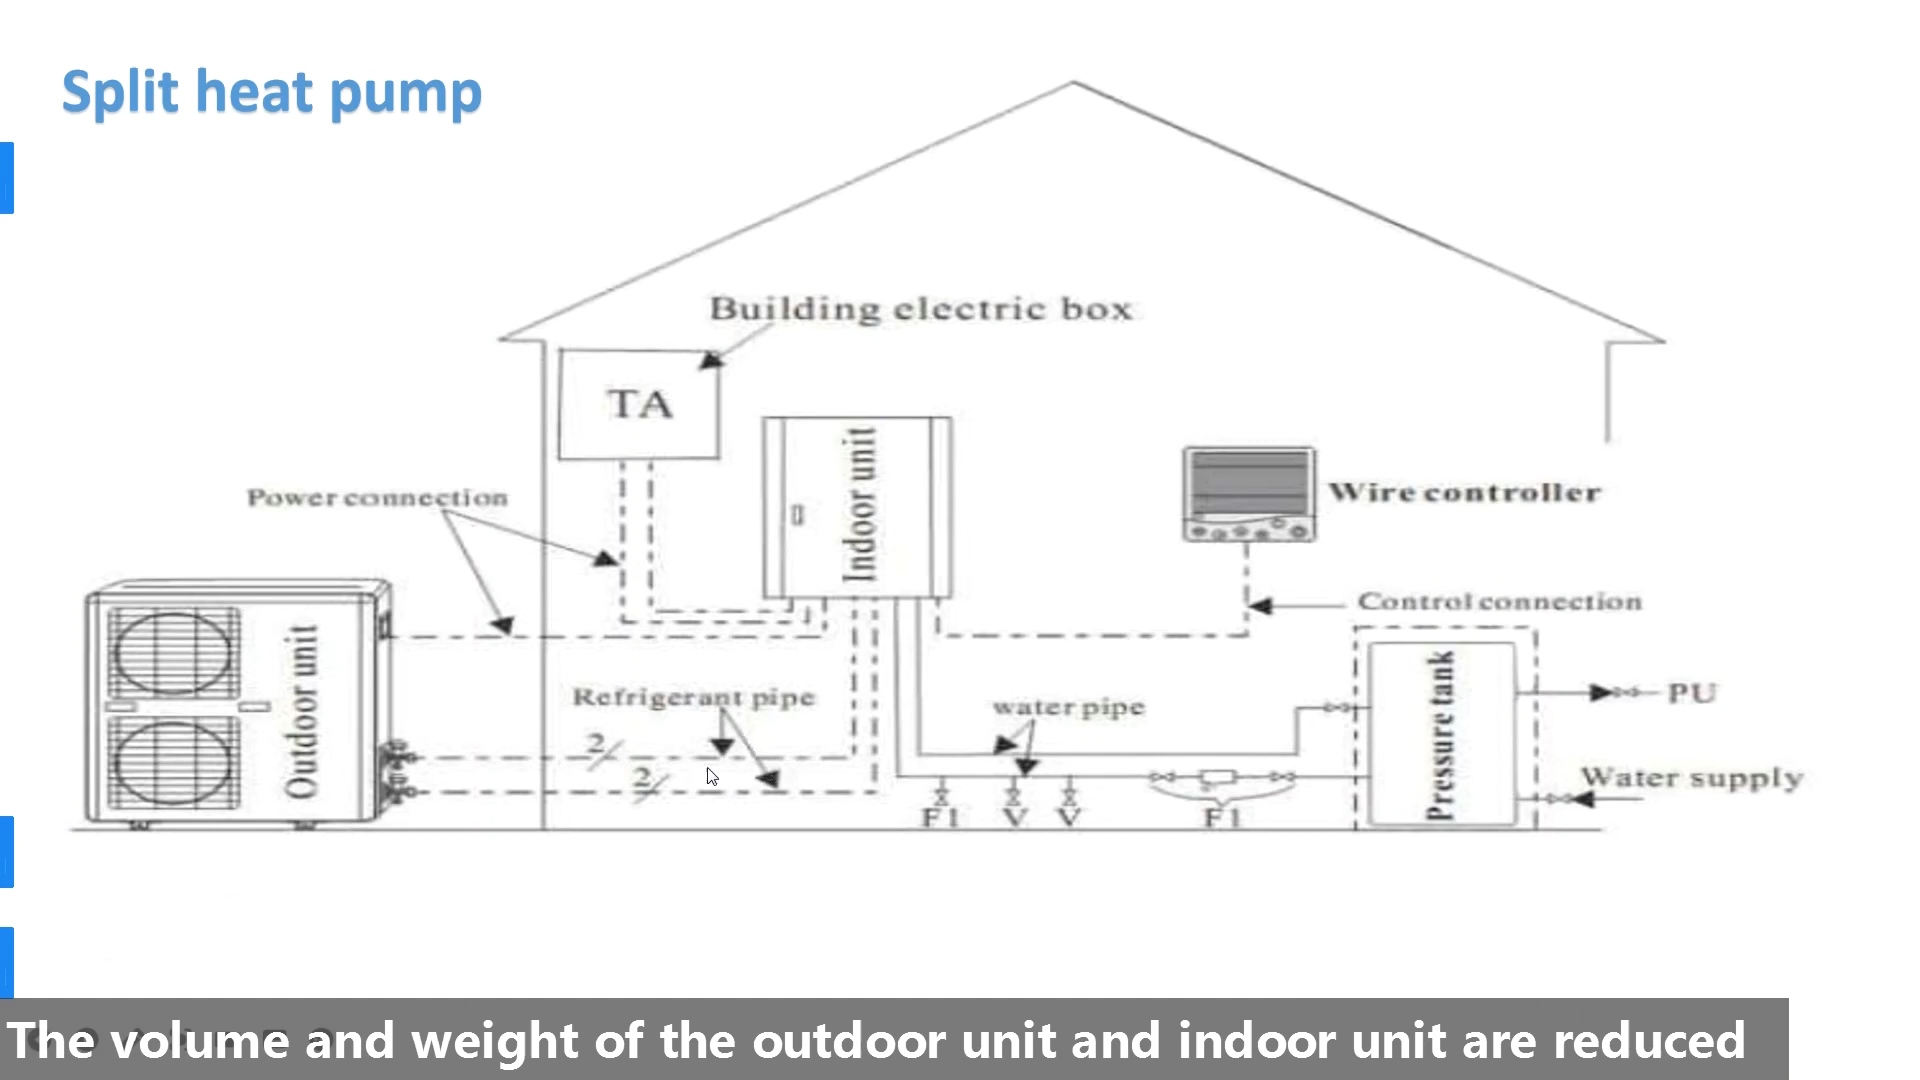 Split heat pump
Building electric box
TA
Indoor unit
Power connection
Wire controller
Outdoor unit
Control connection
Refrigerant pipe
water pipe
Pressure tank
PU
2
2
Water supply
F1
V
V
F1
The volume and weight of the outdoor unit and indoor unit are reduced